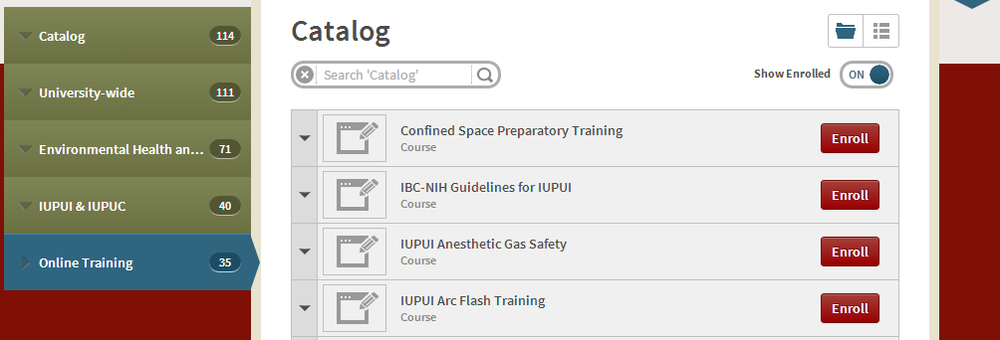 Catalog 114
University-wide 111
Environmental Health an... 71
IUPUI & IUPUC 40
Online Training 35
Catalog
Search 'Catalog'
Show Enrolled ON
Confined Space Preparatory Training
Course
Enroll
IBC-NIH Guidelines for IUPUI
Course
Enroll
IUPUI Anesthetic Gas Safety
Course
Enroll
IUPUI Arc Flash Training
Course
Enroll